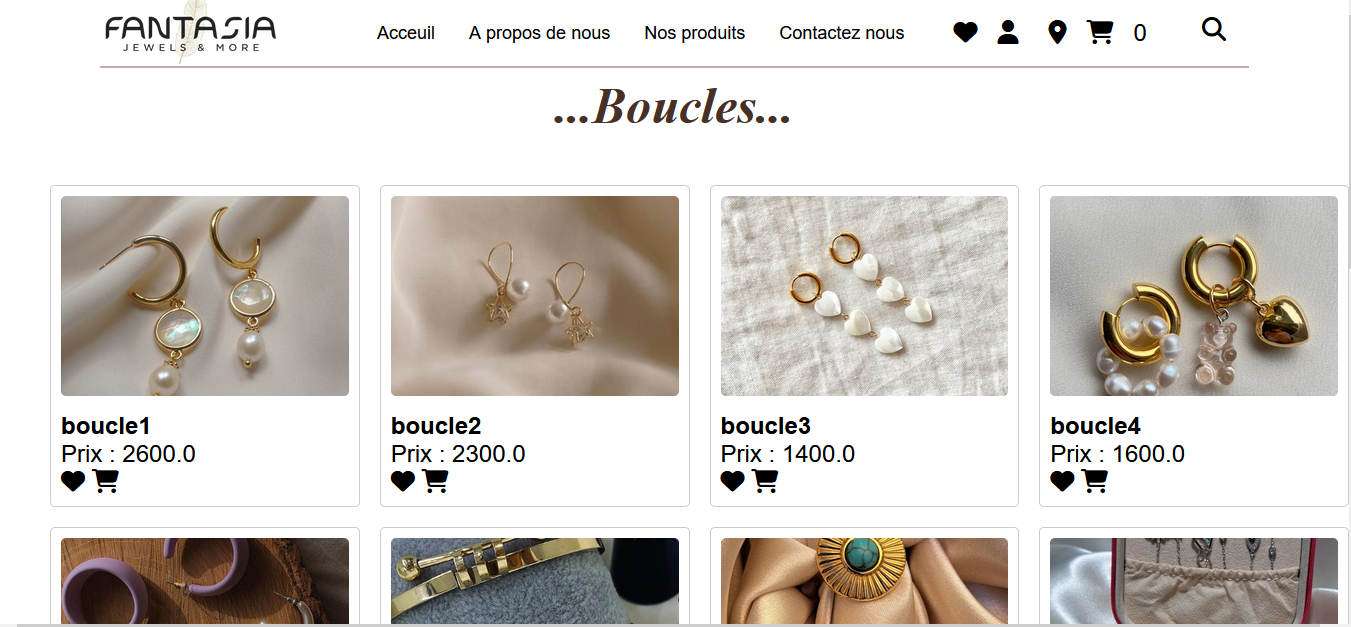 FANTASIA
JEWELS & MORE
Acceuil
A propos de nous
Nos produits
Contactez nous
0
...Boucles...
boucle1
Prix : 2600.0
boucle2
Prix : 2300.0
boucle3
Prix : 1400.0
boucle4
Prix : 1600.0